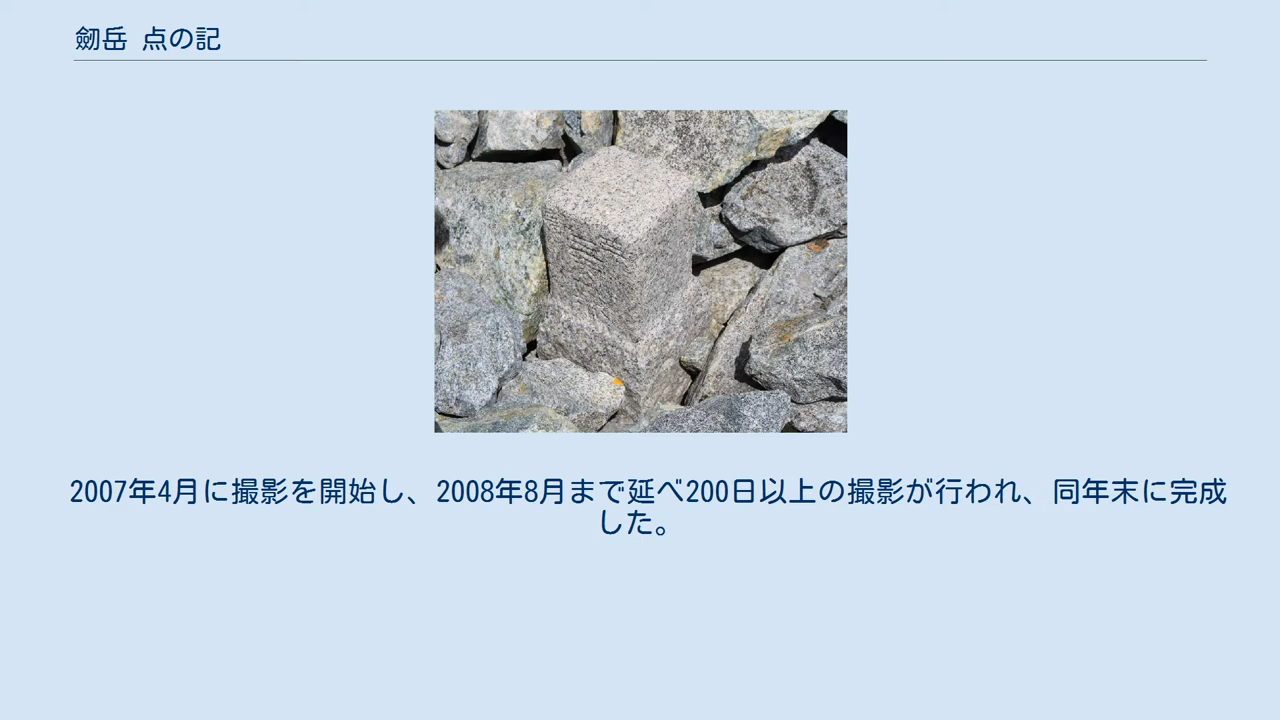 劒岳 点の記
2007年4月に撮影を開始し、2008年8月まで延べ200日以上の撮影が行われ、同年末に完成
した。